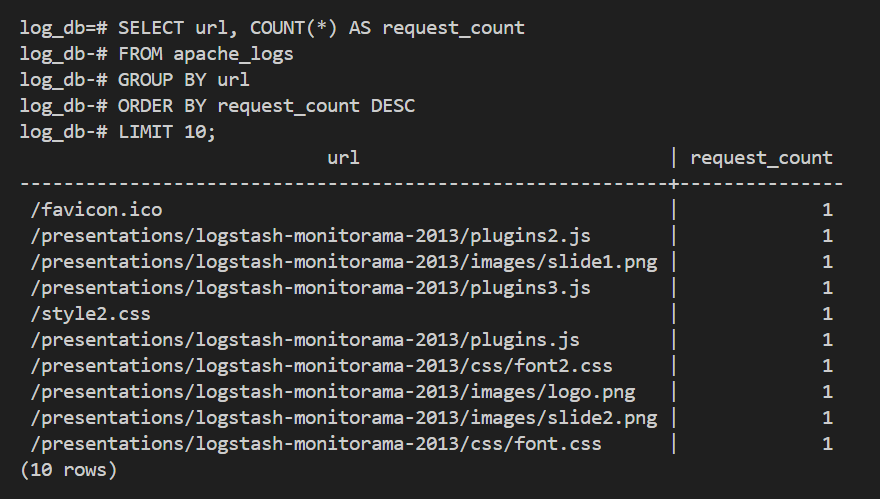 log_db=# SELECT url, COUNT(*) AS request_count
log_db-# FROM apache_logs
log_db-# GROUP BY url
log_db-# ORDER BY request_count DESC
log_db-# LIMIT 10;
                            url                            | request_count
-----------------------------------------------------------+---------------
 /favicon.ico                                              |             1
 /presentations/logstash-monitorama-2013/plugins2.js       |             1
 /presentations/logstash-monitorama-2013/images/slide1.png |             1
 /presentations/logstash-monitorama-2013/plugins3.js       |             1
 /style2.css                                               |             1
 /presentations/logstash-monitorama-2013/plugins.js        |             1
 /presentations/logstash-monitorama-2013/css/font2.css     |             1
 /presentations/logstash-monitorama-2013/images/logo.png   |             1
 /presentations/logstash-monitorama-2013/images/slide2.png |             1
 /presentations/logstash-monitorama-2013/css/font.css      |             1
(10 rows)